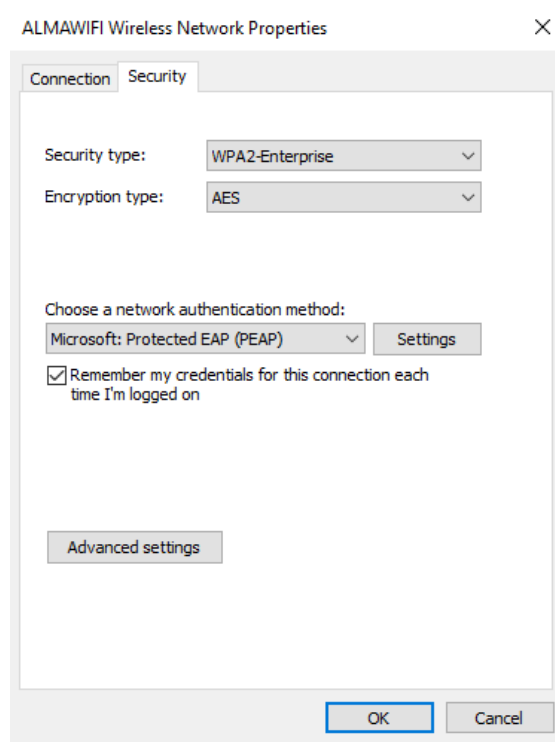 ALMAWIFI Wireless Network Properties
Connection
Security
Security type:
WPA2-Enterprise
Encryption type:
AES
Choose a network authentication method:
Microsoft: Protected EAP (PEAP)
Settings
Remember my credentials for this connection each
time I'm logged on
Advanced settings
OK
Cancel